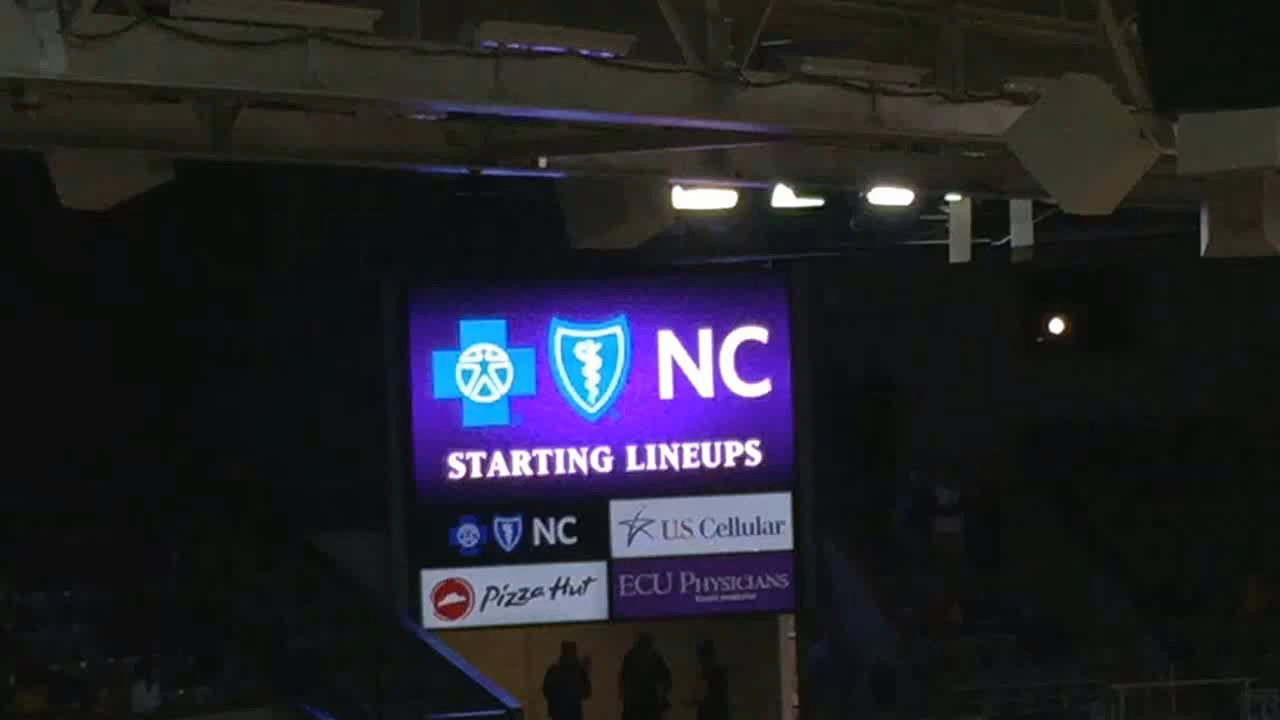 NC
STARTING LINEUPS
NC
U.S. Cellular
Pizza Hut
ECU PHYSICIANS